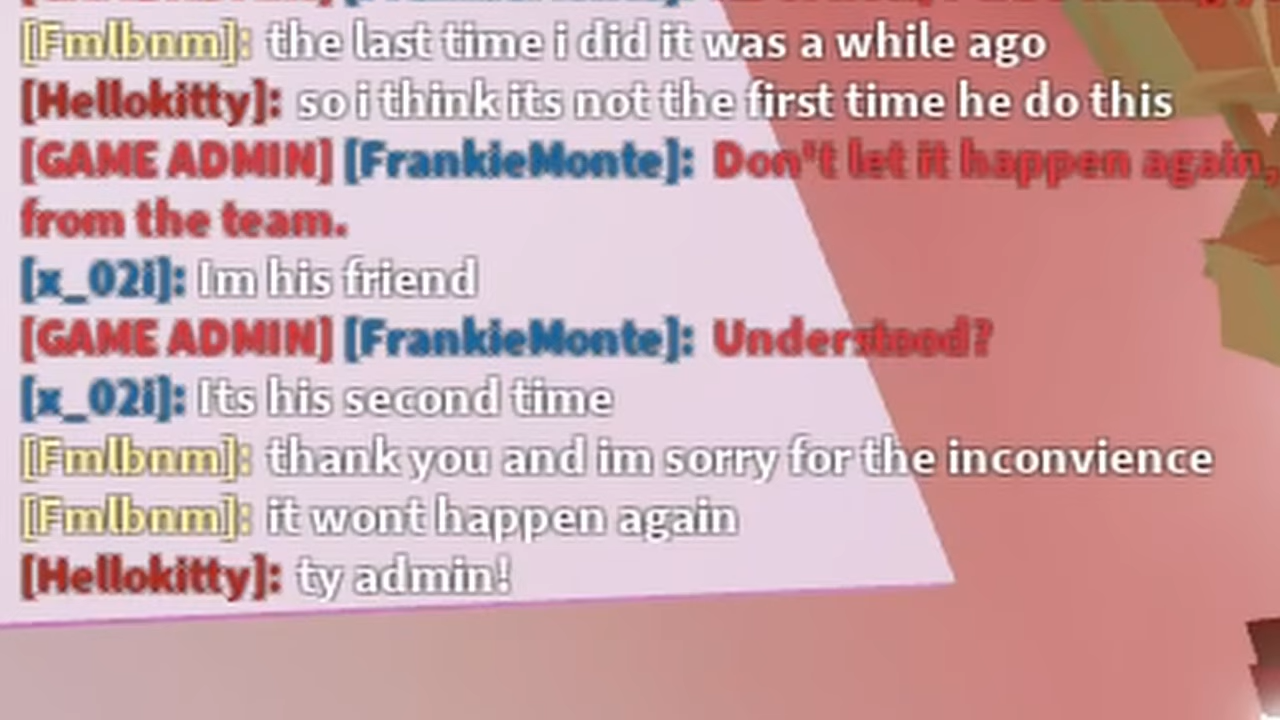 [Fmlbnm]: the last time i did it was a while ago
[Hellokitty]: so i think its not the first time he do this
[GAME ADMIN] [FrankieMonte]: Don't let it happen again,
from the team.
[x_02i]: Im his friend
[GAME ADMIN] [FrankieMonte]: Understood?
[x_02i]: Its his second time
[Fmlbnm]: thank you and im sorry for the inconvience
[Fmlbnm]: it wont happen again
[Hellokitty]: ty admin!